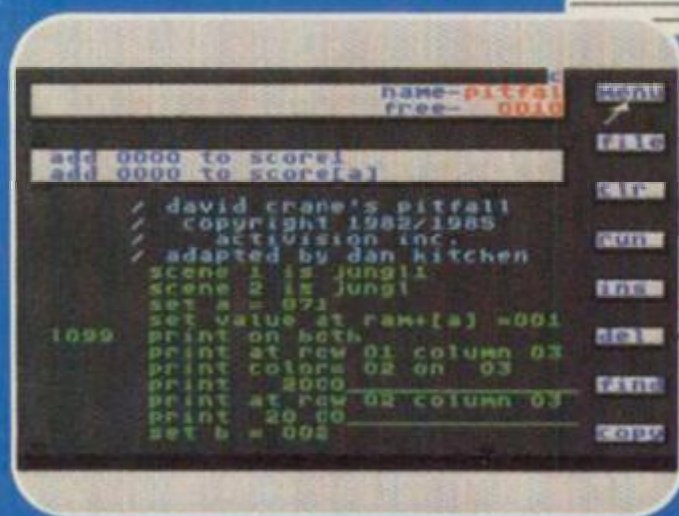 c
name-pitfal
free- 0010
menu
file
clr
run
ins
del
find
copy
add 0000 to score1
add 0000 to score[a]
/ david crane's pitfall
/ copyright 1982/1985
/ activision inc.
/ adapted by dan kitchen
scene 1 is jungl1
scene 2 is jungl
set a = 071
set value at ram+[a] =001
1099 print on both
print at row 01 column 03
print color= 02 on 03
print 2000
print at row 02 column 03
print 20 00
set b = 002